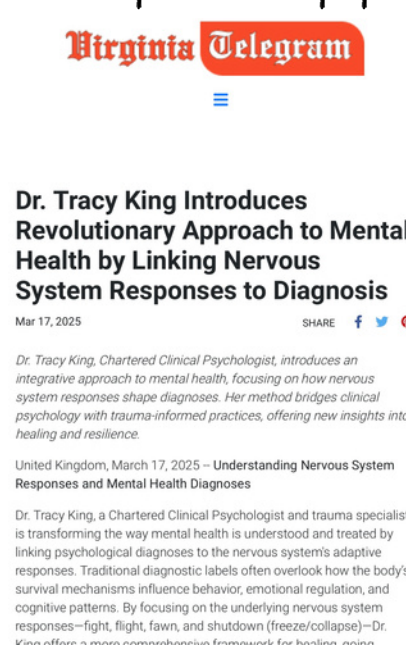 Virginia Telegram
Dr. Tracy King Introduces
Revolutionary Approach to Mental
Health by Linking Nervous
System Responses to Diagnosis
Mar 17, 2025 SHARE
Dr. Tracy King, Chartered Clinical Psychologist, introduces an
integrative approach to mental health, focusing on how nervous
system responses shape diagnoses. Her method bridges clinical
psychology with trauma-informed practices, offering new insights into
healing and resilience.
United Kingdom, March 17, 2025 -- Understanding Nervous System
Responses and Mental Health Diagnoses
Dr. Tracy King, a Chartered Clinical Psychologist and trauma specialist
is transforming the way mental health is understood and treated by
linking psychological diagnoses to the nervous system's adaptive
responses. Traditional diagnostic labels often overlook how the body's
survival mechanisms influence behavior, emotional regulation, and
cognitive patterns. By focusing on the underlying nervous system
responses—fight, flight, fawn, and shutdown (freeze/collapse)—Dr.
King offers a more comprehensive framework for healing, going